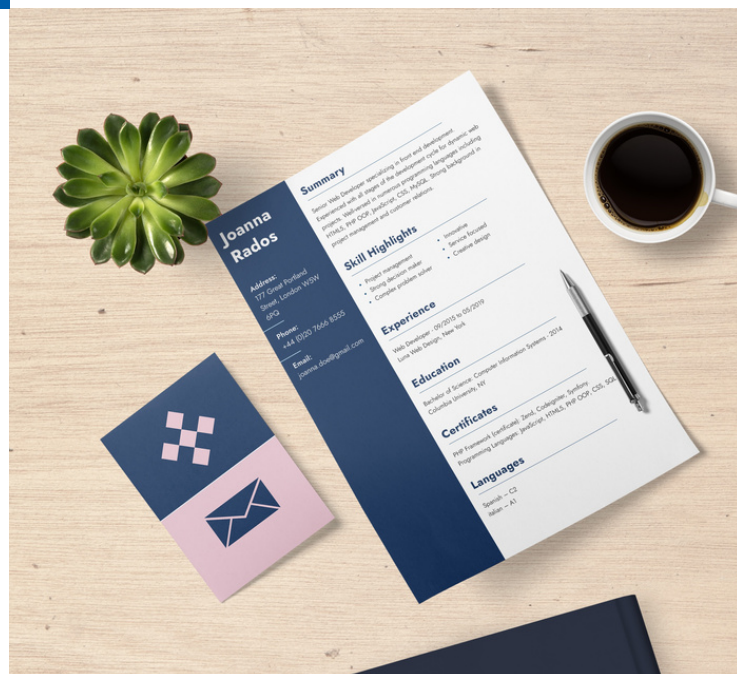 Joanna
Rados
Address:
177 Great Portland
Street, London W5W
6PQ
Phone:
+44 (0)20 7666 8555
Email:
joanna.doe@gmail.com
Summary
Senior Web Developer specializing in front end development.
Experienced with all stages of the development cycle for dynamic web
projects. Wellversed in numerous programming languages including
HTML5, PHP OOP, JavaScript, CSS, MySQL. Strong background in
project management and customer relations.
Skill Highlights
• Project management
• Strong decision maker
• Complex problem solver
• Innovative
• Service focused
• Creative design
Experience
Web Developer - 09/2015 to 05/2019
Luna Web Design, New York
Education
Bachelor of Science: Computer Information Systems - 2014
Columbia University, NY
Certificates
PHP Framework (certificate): Zend, Codeigniter, Symfony
Programming Languages: JavaScript, HTML5, PHP OOP, CSS, SQL
Languages
Spanish – C2
Italian – A1